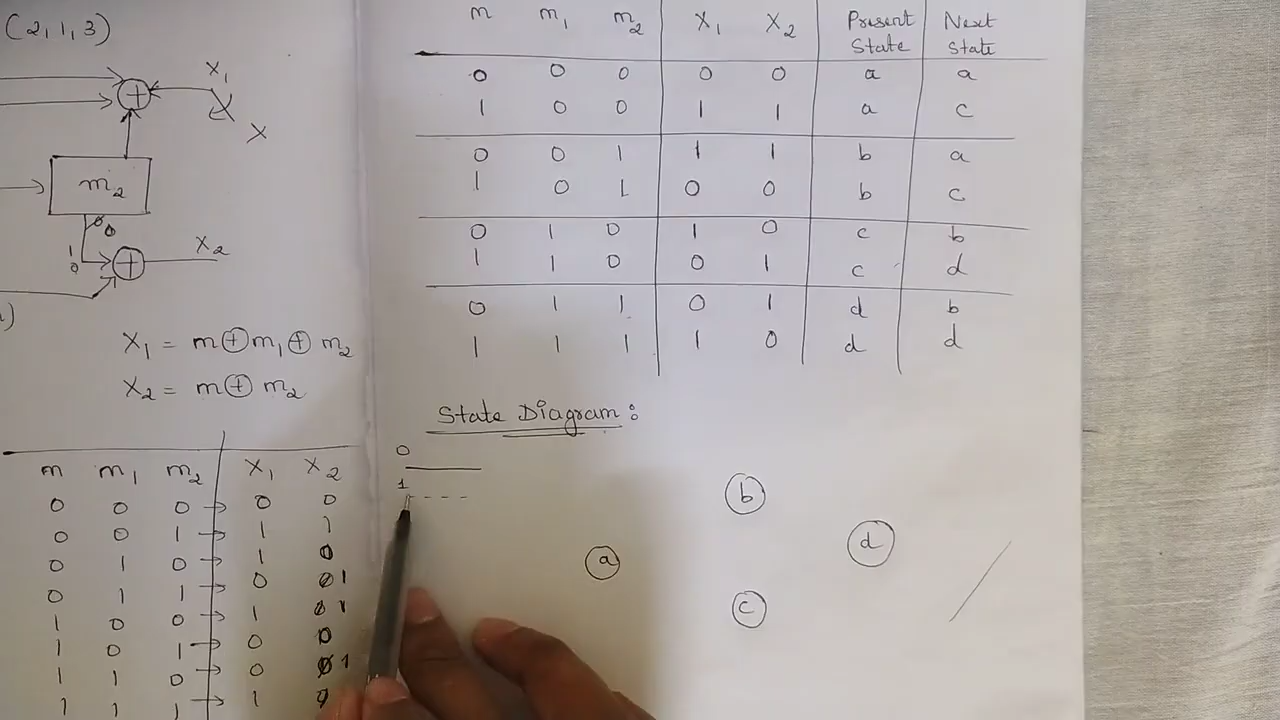 (2,1,3)
X₁
X
m₂
0
1
0
X₂
X₁ = m⊕m₁⊕m₂
X₂ = m⊕m₂
m m₁ m₂ X₁ X₂
0 0 0 → 0 0
0 0 1 → 1 1
0 1 0 → 1 0
0 1 1 → 0 1
1 0 0 → 1 1
1 0 1 → 0 0
1 1 0 → 0 1
1 1 1 → 1 0
m m₁ m₂ X₁ X₂ Present State Next State
0 0 0 0 0 a a
1 0 0 1 1 a c
0 0 1 1 1 b a
1 0 1 0 0 b c
0 1 0 1 0 c b
1 1 0 0 1 c d
0 1 1 0 1 d b
1 1 1 1 0 d d
State Diagram :
0
1
b
d
a
c